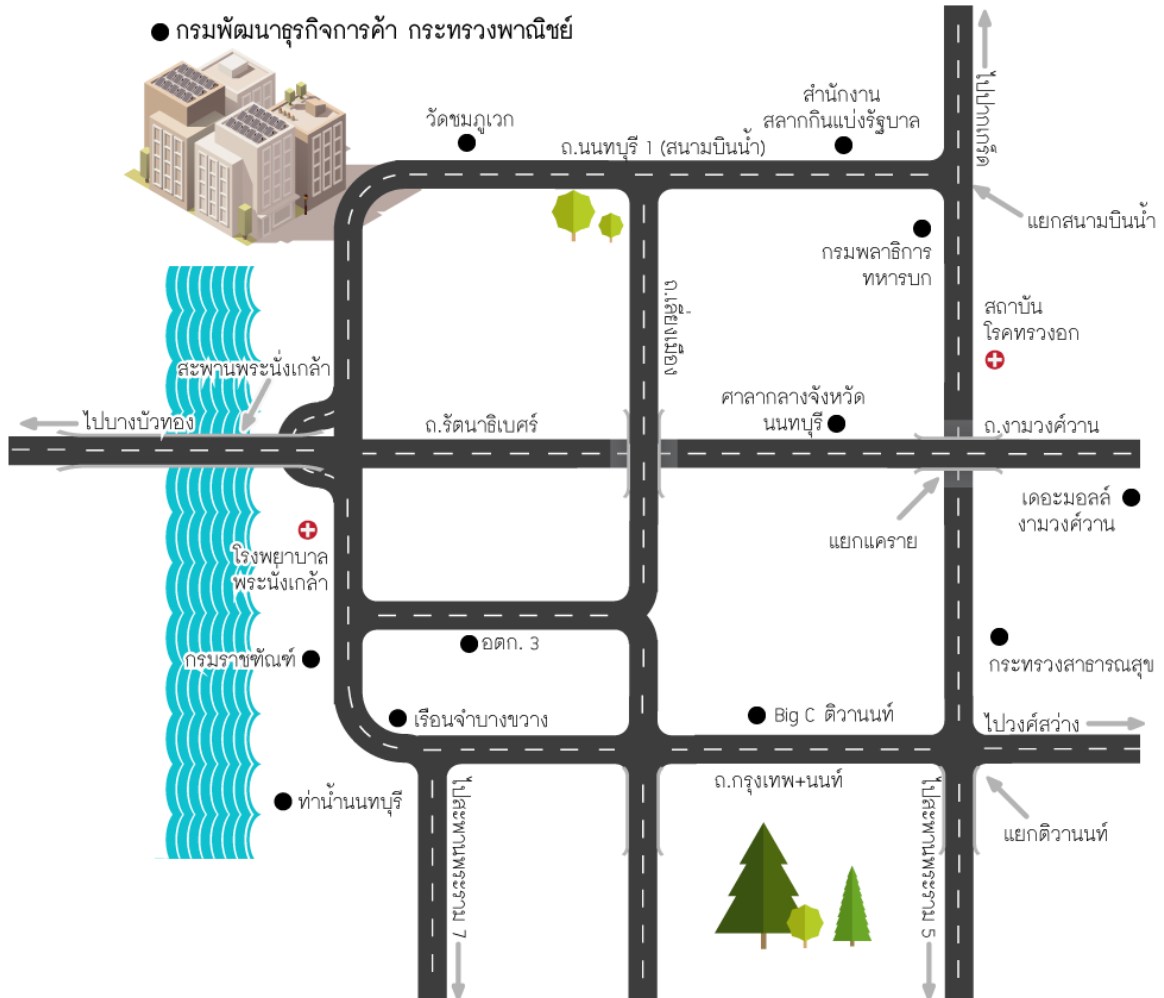 กรมพัฒนาธุรกิจการค้า กระทรวงพาณิชย์
วัดชมภูเวก
สำนักงาน
สลากกินแบ่งรัฐบาล
ถ.นนทบุรี 1 (สนามบินน้ำ)
ไปปากเกร็ด
แยกสนามบินน้ำ
กรมพลาธิการ
ทหารบก
ถ.เลี่ยงเมือง
สถาบัน
โรคทรวงอก
สะพานพระนั่งเกล้า
ไปบางบัวทอง
ถ.รัตนาธิเบศร์
ศาลากลางจังหวัด
นนทบุรี
ถ.งามวงศ์วาน
เดอะมอลล์
งามวงศ์วาน
แยกแคราย
โรงพยาบาล
พระนั่งเกล้า
อตก. 3
กรมราชฑัณฑ์
กระทรวงสาธารณสุข
เรือนจำบางขวาง
Big C ติวานนท์
ไปวงศ์สว่าง
ท่าน้ำนนทบุรี
ถ.กรุงเทพ+นนท์
แยกติวานนท์
ไปสะพานพระราม 7
ไปสะพานพระราม 5